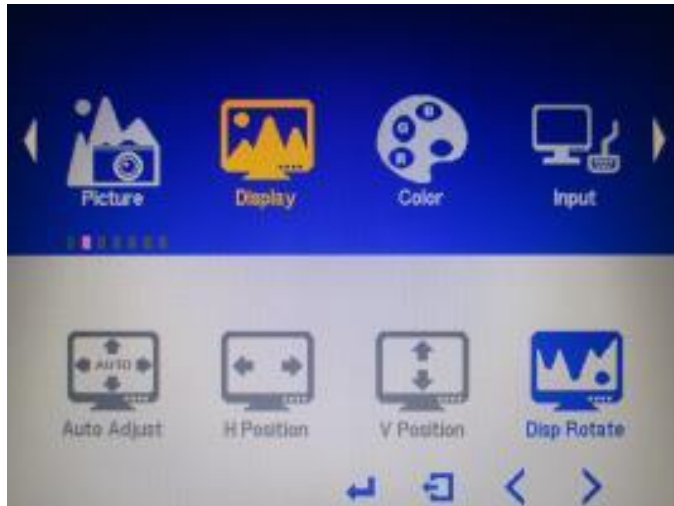 Picture Display Color Input
G B R
AUTO
Auto Adjust H Position V Position Disp Rotate